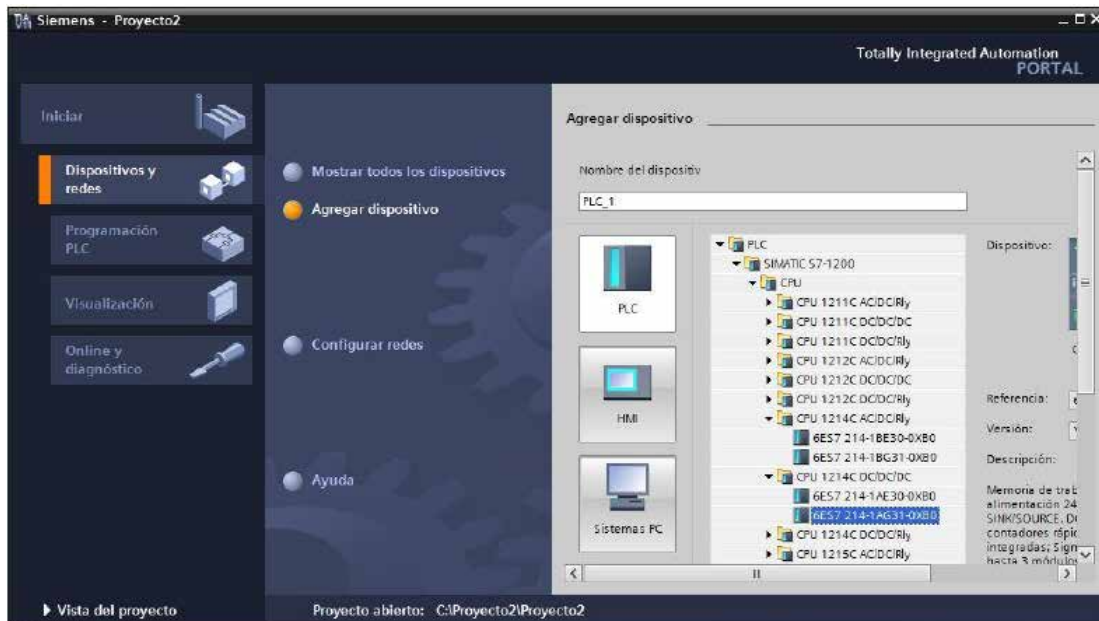 Siemens - Proyecto2
Totally Integrated Automation
PORTAL
Iniciar
Dispositivos y
redes
Programación
PLC
Visualización
Online y
diagnóstico
Mostrar todos los dispositivos
Agregar dispositivo
Configurar redes
Ayuda
Agregar dispositivo
Nombre del dispositiv
PLC_1
PLC
HMI
Sistemas PC
PLC
SIMATIC S7-1200
CPU
CPU 1211C AC/DC/Rly
CPU 1211C DC/DC/DC
CPU 1211C DC/DC/Rly
CPU 1212C AC/DC/Rly
CPU 1212C DC/DC/DC
CPU 1212C DC/DC/Rly
CPU 1214C AC/DC/Rly
6ES7 214-1BE30-0XB0
6ES7 214-1BG31-0XB0
CPU 1214C DC/DC/DC
6ES7 214-1AE30-0XB0
6ES7 214-1AG31-0XB0
CPU 1214C DC/DC/Rly
CPU 1215C AC/DC/Rly
Dispositivo:
Referencia:
Versión:
Descripción:
Memoria de trab
alimentación 24
SINK/SOURCE, D
contadores rápic
integradas; Sign
hasta 3 módulos
Vista del proyecto
Proyecto abierto: C:\Proyecto2\Proyecto2